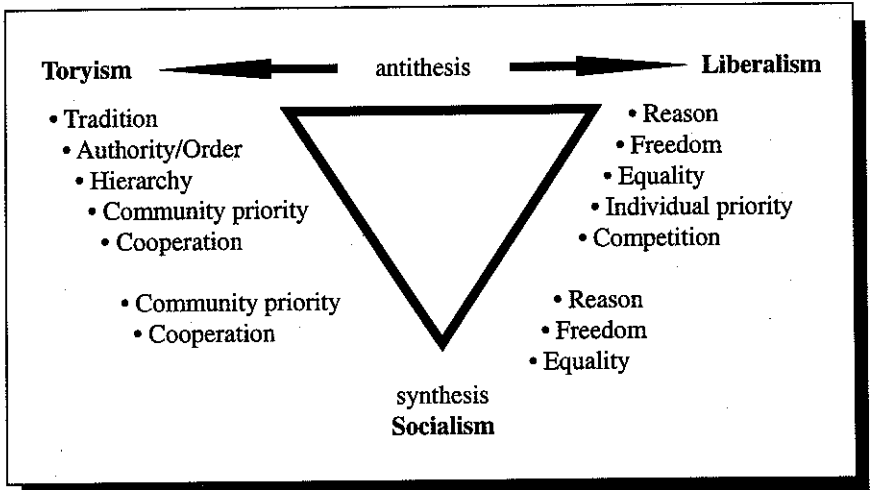 Toryism antithesis Liberalism
• Tradition
• Authority/Order
• Hierarchy
• Community priority
• Cooperation
• Reason
• Freedom
• Equality
• Individual priority
• Competition
• Community priority
• Cooperation
• Reason
• Freedom
• Equality
synthesis
Socialism